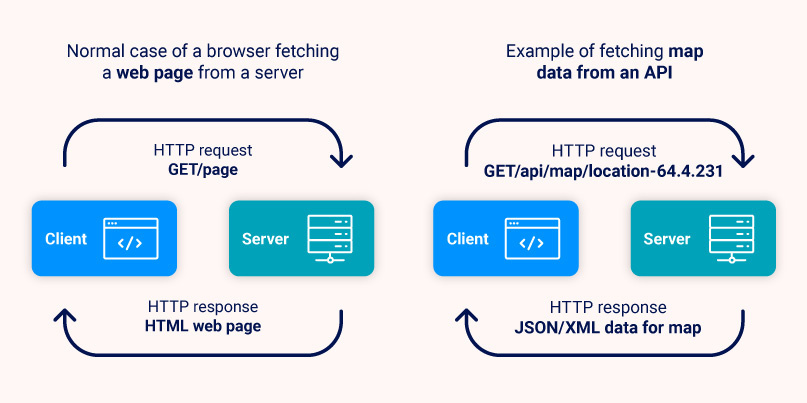 Normal case of a browser fetching
a web page from a server
HTTP request
GET/page
Client
</>
Server
HTTP response
HTML web page
Example of fetching map
data from an API
HTTP request
GET/api/map/location-64.4.231
Client
</>
Server
HTTP response
JSON/XML data for map